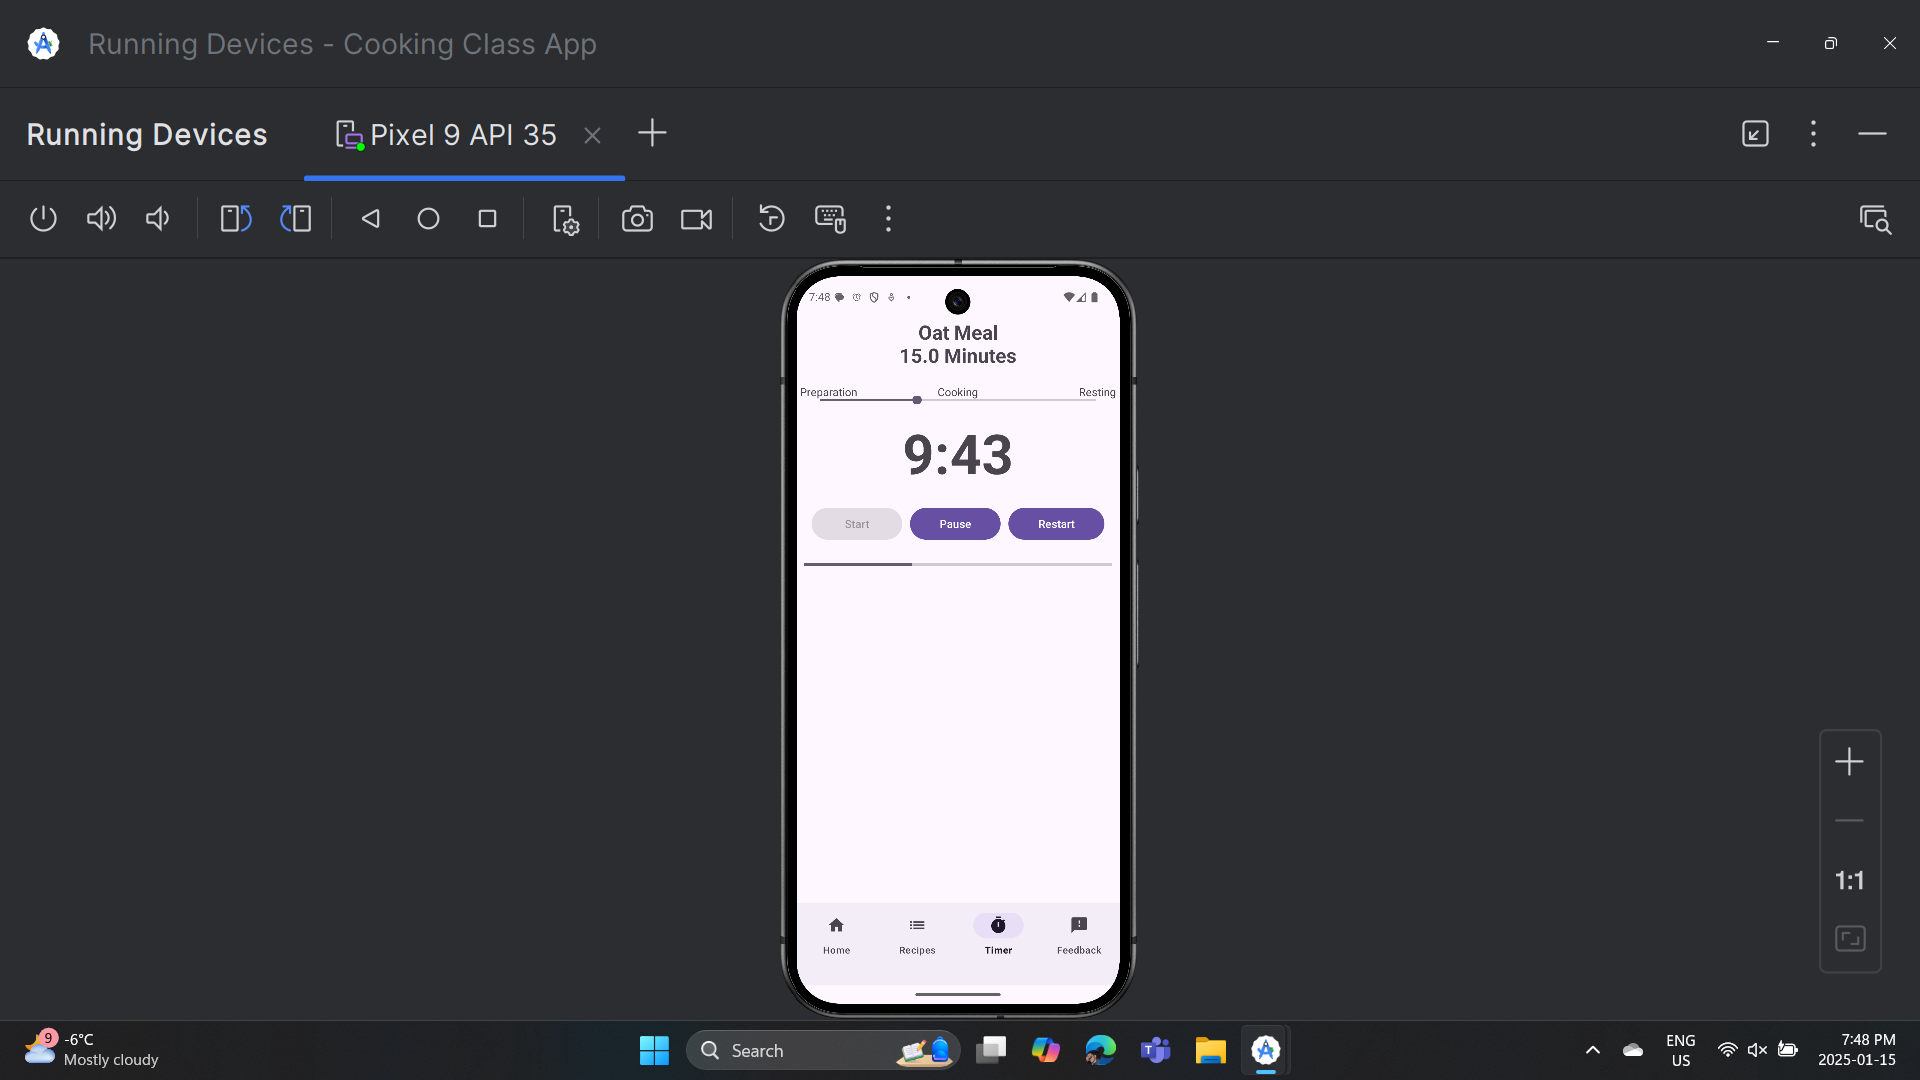 Running Devices - Cooking Class App
Running Devices
Pixel 9 API 35
7:48
Oat Meal
15.0 Minutes
Preparation Cooking Resting
9:43
Start Pause Restart
1:1
Home Recipes Timer Feedback
9 -6°C
Mostly cloudy
Search
ENG
US
7:48 PM
2025-01-15